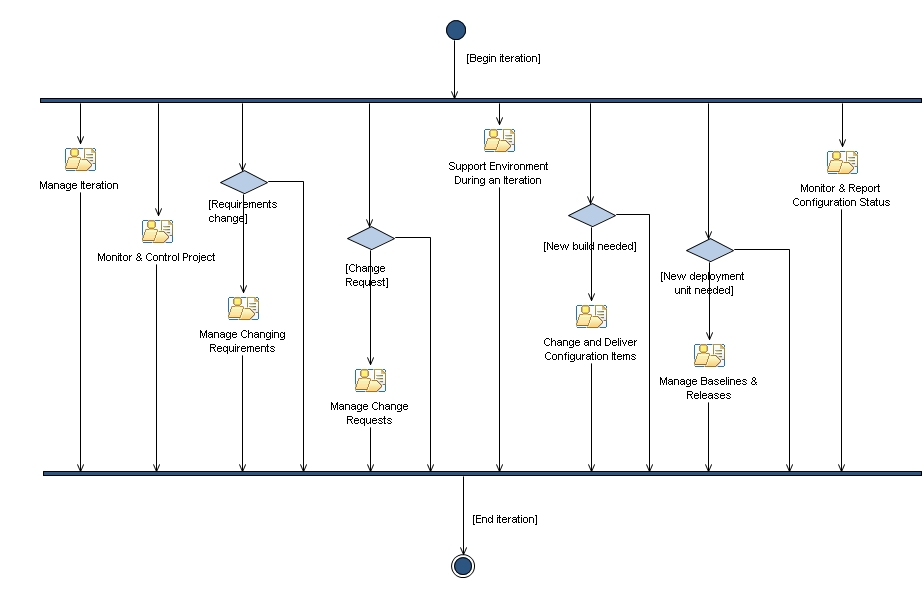 [Begin iteration]
Manage Iteration
Monitor & Control Project
[Requirements
change]
Manage Changing
Requirements
[Change
Request]
Manage Change
Requests
Support Environment
During an Iteration
[New build needed]
Change and Deliver
Configuration Items
[New deployment
unit needed]
Manage Baselines &
Releases
Monitor & Report
Configuration Status
[End iteration]